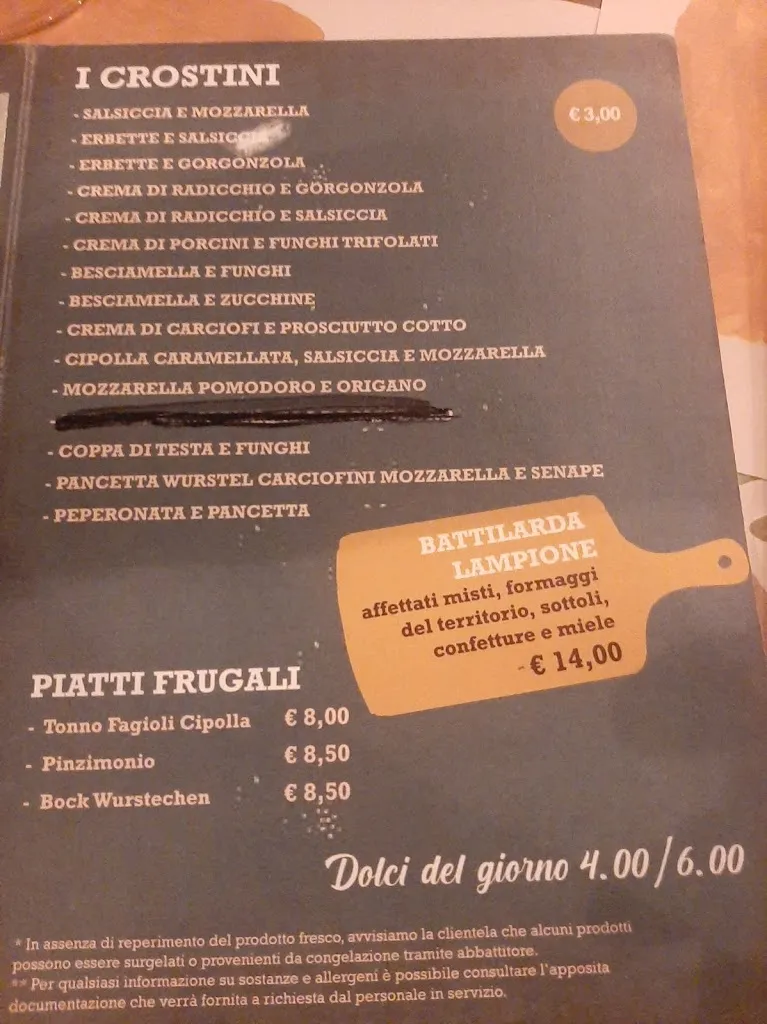 I CROSTINI
€ 3,00
- SALSICCIA E MOZZARELLA
- ERBETTE E SALSICCIA
- ERBETTE E GORGONZOLA
- CREMA DI RADICCHIO E GORGONZOLA
- CREMA DI RADICCHIO E SALSICCIA
- CREMA DI PORCINI E FUNGHI TRIFOLATI
- BESCIAMELLA E FUNGHI
- BESCIAMELLA E ZUCCHINE
- CREMA DI CARCIOFI E PROSCIUTTO COTTO
- CIPOLLA CARAMELLATA, SALSICCIA E MOZZARELLA
- MOZZARELLA POMODORO E ORIGANO
- COPPA DI TESTA E FUNGHI
- PANCETTA WURSTEL CARCIOFINI MOZZARELLA E SENAPE
- PEPERONATA E PANCETTA
BATTILARDA
LAMPIONE
affettati misti, formaggi
del territorio, sottoli,
confetture e miele
- € 14,00
PIATTI FRUGALI
- Tonno Fagioli Cipolla € 8,00
- Pinzimonio € 8,50
- Bock Wurstechen € 8,50
Dolci del giorno 4.00/6.00
* In assenza di reperimento del prodotto fresco, avvisiamo la clientela che alcuni prodotti
possono essere surgelati o provenienti da congelazione tramite abbattitore.
** Per qualsiasi informazione su sostanze e allergeni è possibile consultare l'apposita
documentazione che verrà fornita a richiesta dal personale in servizio.